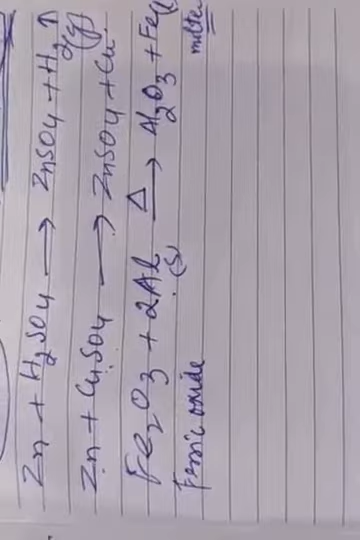 Zn + H2SO4 ⟶ ZnSO4 + H2↑
(g)
Zn + CuSO4 ⟶ ZnSO4 + Cu
Fe2O3 + 2Al(s) —Δ→ Al2O3 + Fe(
Ferric oxide